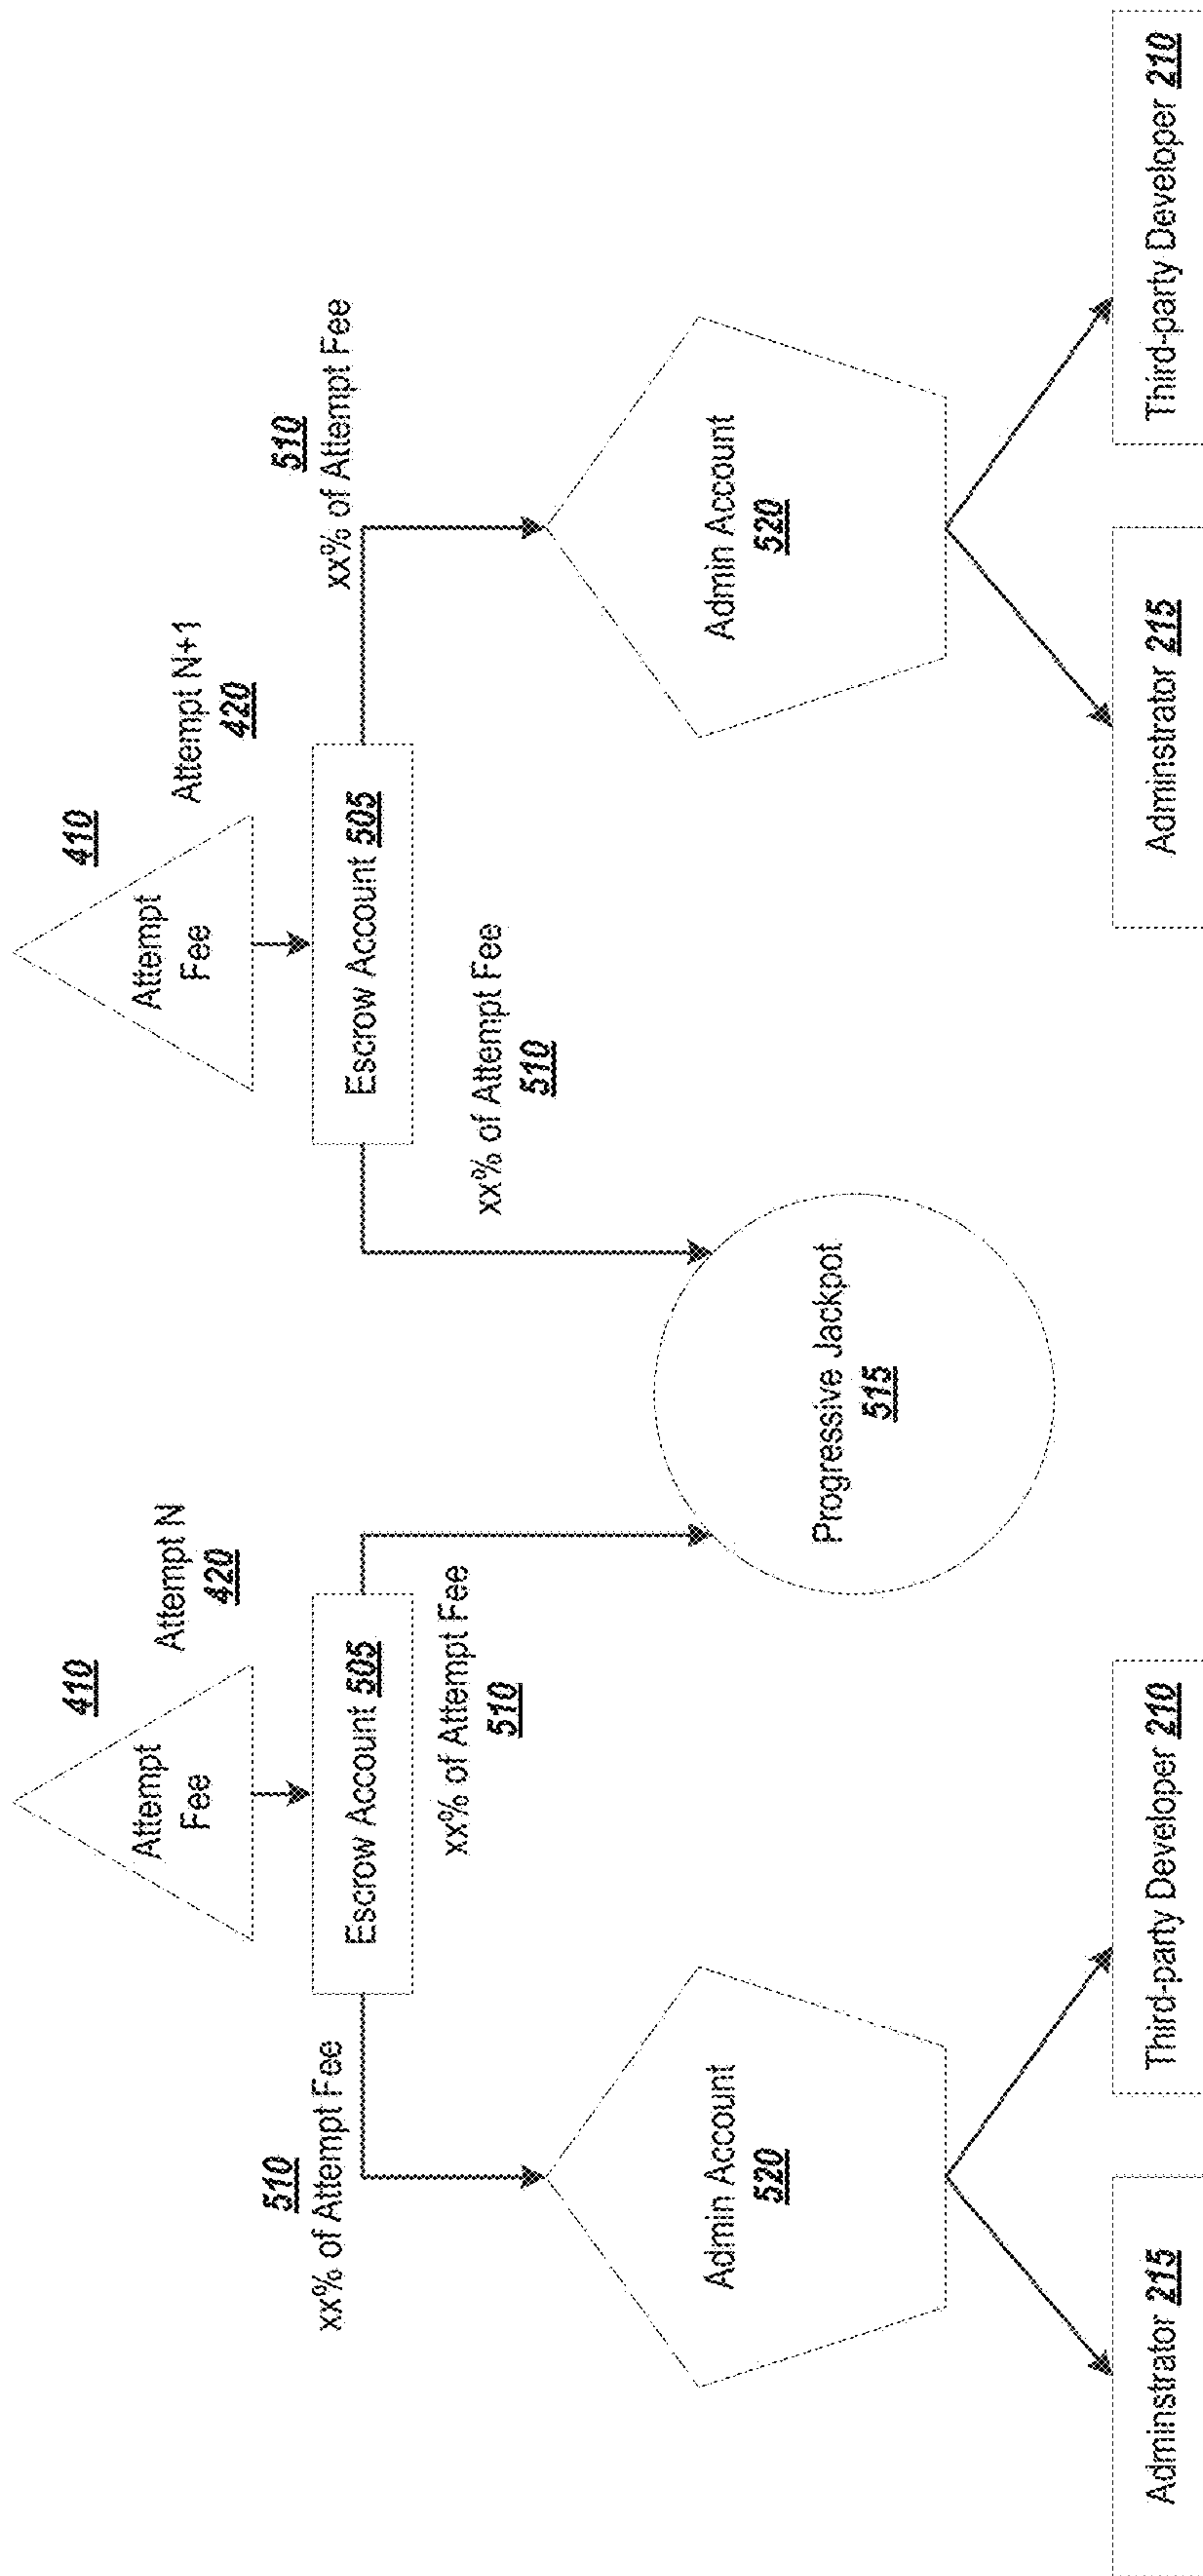 410
Attempt
Fee
Attempt N
420
Escrow Account 505
510
xx% of Attempt Fee
xx% of Attempt Fee
510
Admin Account
520
Adminstrator 215
Third-party Developer 210
Progressive Jackpot
515
410
Attempt
Fee
Attempt N+1
420
Escrow Account 505
xx% of Attempt Fee
510
510
xx% of Attempt Fee
Admin Account
520
Adminstrator 215
Third-party Developer 210